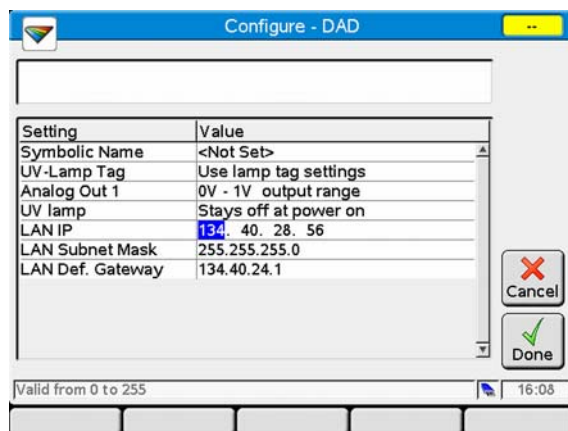 Configure - DAD
--
Setting Value
Symbolic Name <Not Set>
UV-Lamp Tag Use lamp tag settings
Analog Out 1 0V - 1V output range
UV lamp Stays off at power on
LAN IP 134. 40. 28. 56
LAN Subnet Mask 255.255.255.0
LAN Def. Gateway 134.40.24.1
Cancel
Done
Valid from 0 to 255 16:08